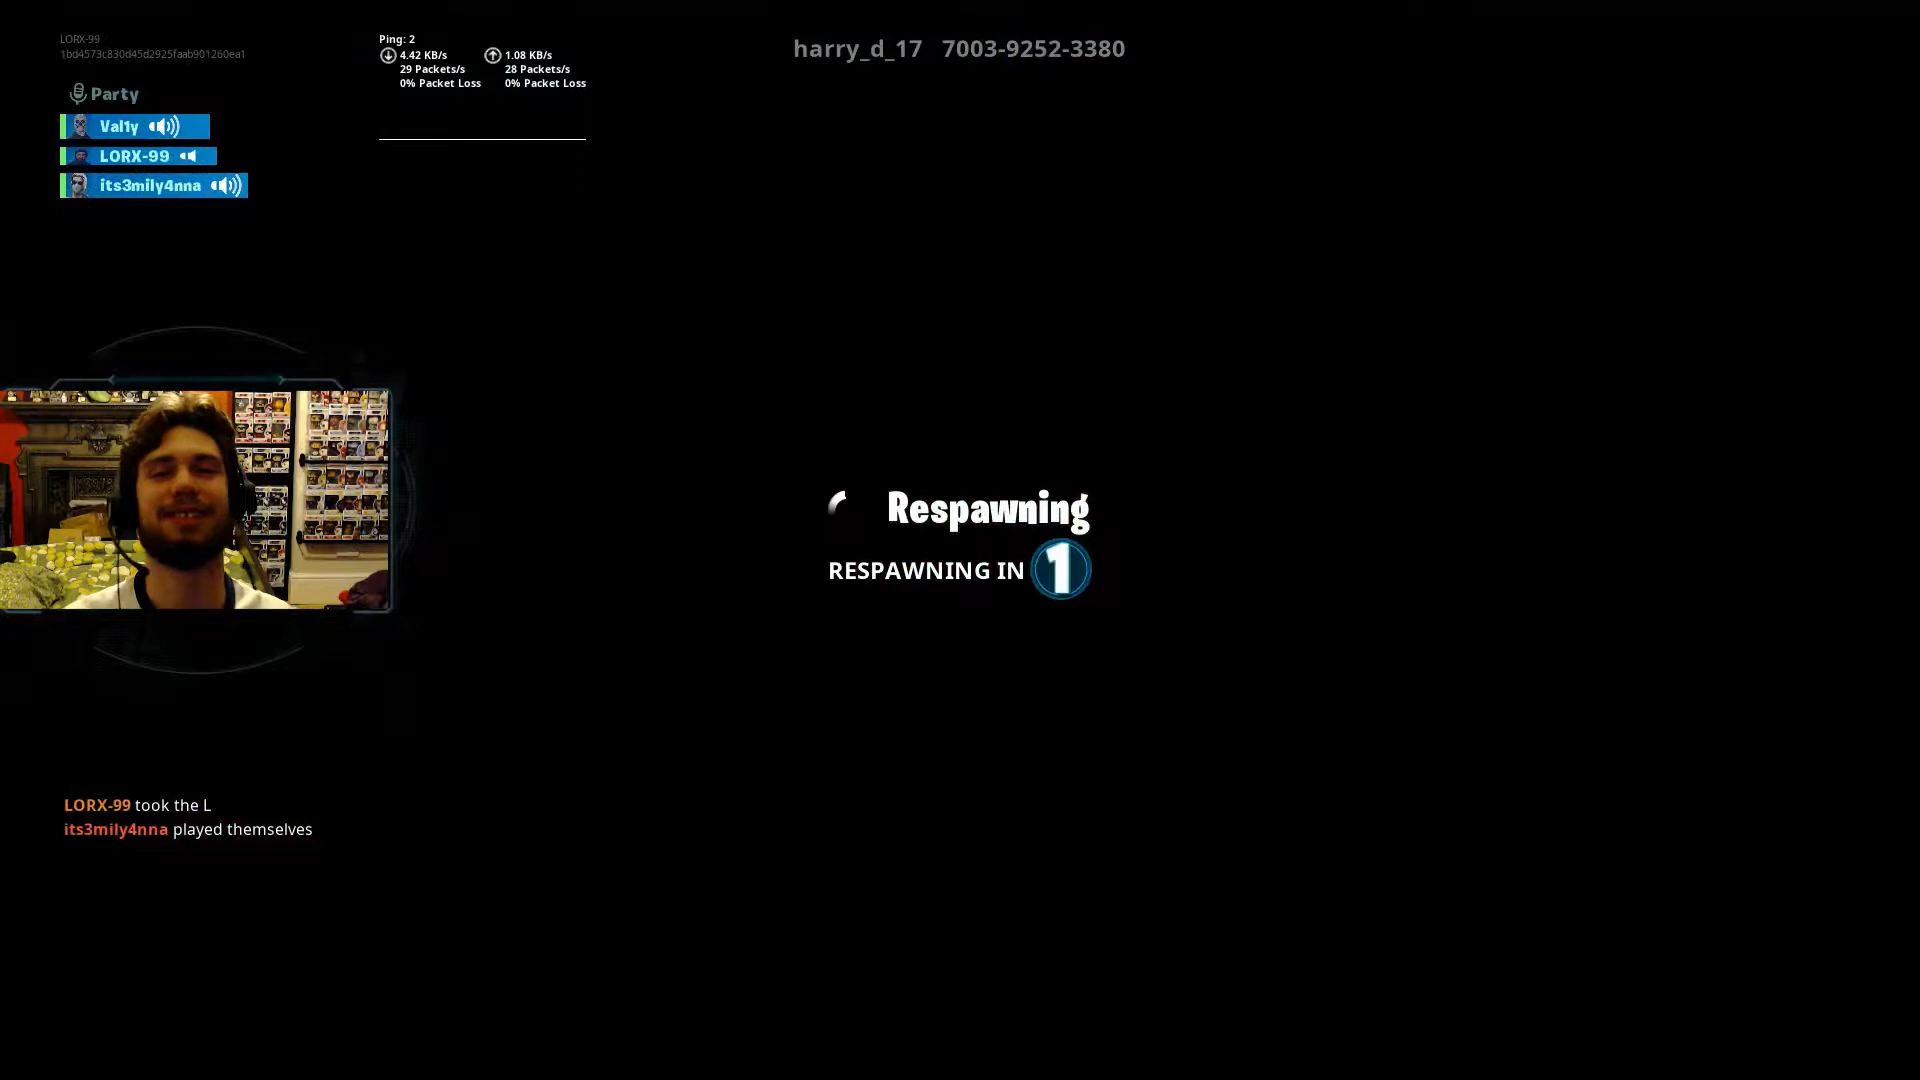 LORX-99
1bd4573c830d45d2925faab901260ea1
Ping: 2
4.42 KB/s
29 Packets/s
0% Packet Loss
1.08 KB/s
28 Packets/s
0% Packet Loss
harry_d_17 7003-9252-3380
Party
Val1y
LORX-99
its3mily4nna
Respawning
RESPAWNING IN 1
LORX-99 took the L
its3mily4nna played themselves